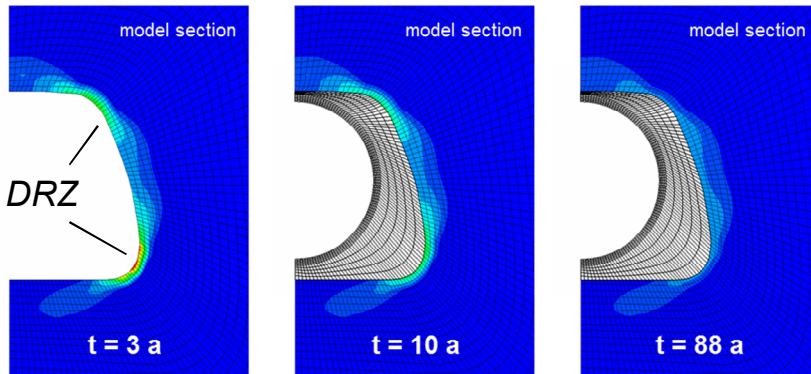 model section
model section
model section
DRZ
t = 3 a
t = 10 a
t = 88 a